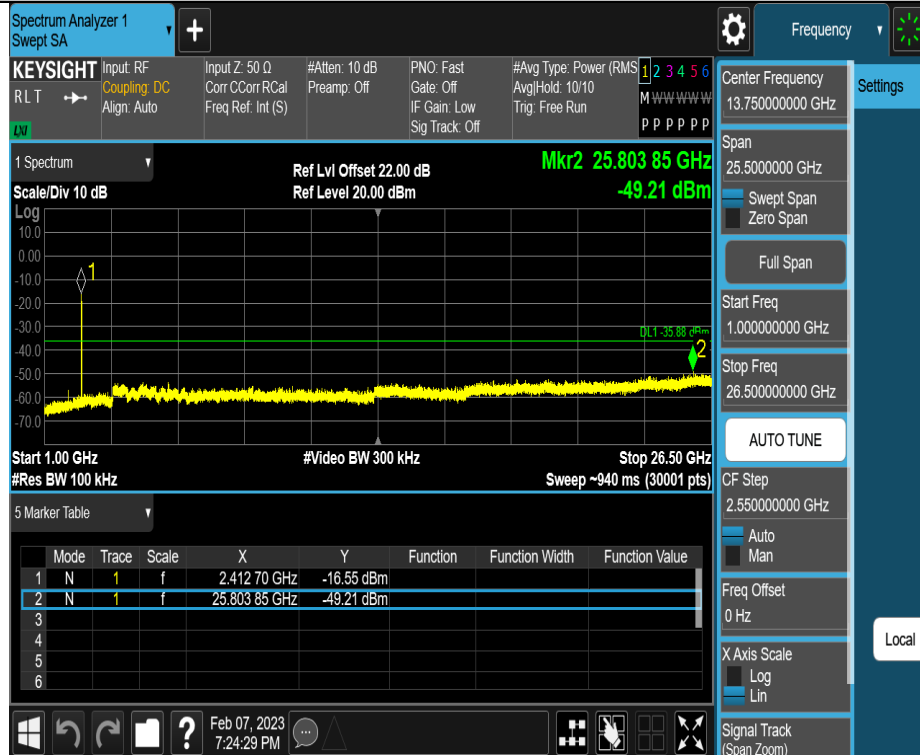 Spectrum Analyzer 1
Swept SA
+
Frequency
KEYSIGHT
RLT
LXI
Input: RF
Coupling: DC
Align: Auto
Input Z: 50 Ω
Corr CCorr RCal
Freq Ref: Int (S)
#Atten: 10 dB
Preamp: Off
PNO: Fast
Gate: Off
IF Gain: Low
Sig Track: Off
#Avg Type: Power (RMS
Avg|Hold: 10/10
Trig: Free Run
1 2 3 4 5 6
M W W W W W
P P P P P P
Center Frequency
13.750000000 GHz
Settings
Span
25.5000000 GHz
Swept Span
Zero Span
Full Span
Start Freq
1.000000000 GHz
Stop Freq
26.500000000 GHz
AUTO TUNE
CF Step
2.550000000 GHz
Auto
Man
Freq Offset
0 Hz
X Axis Scale
Log
Lin
Signal Track
(Span Zoom)
Local
1 Spectrum
Scale/Div 10 dB
Ref Lvl Offset 22.00 dB
Ref Level 20.00 dBm
Mkr2 25.803 85 GHz
-49.21 dBm
Log
10.0
0.00
-10.0
-20.0
-30.0
-40.0
-50.0
-60.0
-70.0
1
DL1 -35.88 dBm
2
Start 1.00 GHz
#Video BW 300 kHz
Stop 26.50 GHz
#Res BW 100 kHz
Sweep ~940 ms (30001 pts)
5 Marker Table
Mode Trace Scale X Y Function Function Width Function Value
1 N 1 f 2.412 70 GHz -16.55 dBm
2 N 1 f 25.803 85 GHz -49.21 dBm
3
4
5
6
?
Feb 07, 2023
7:24:29 PM